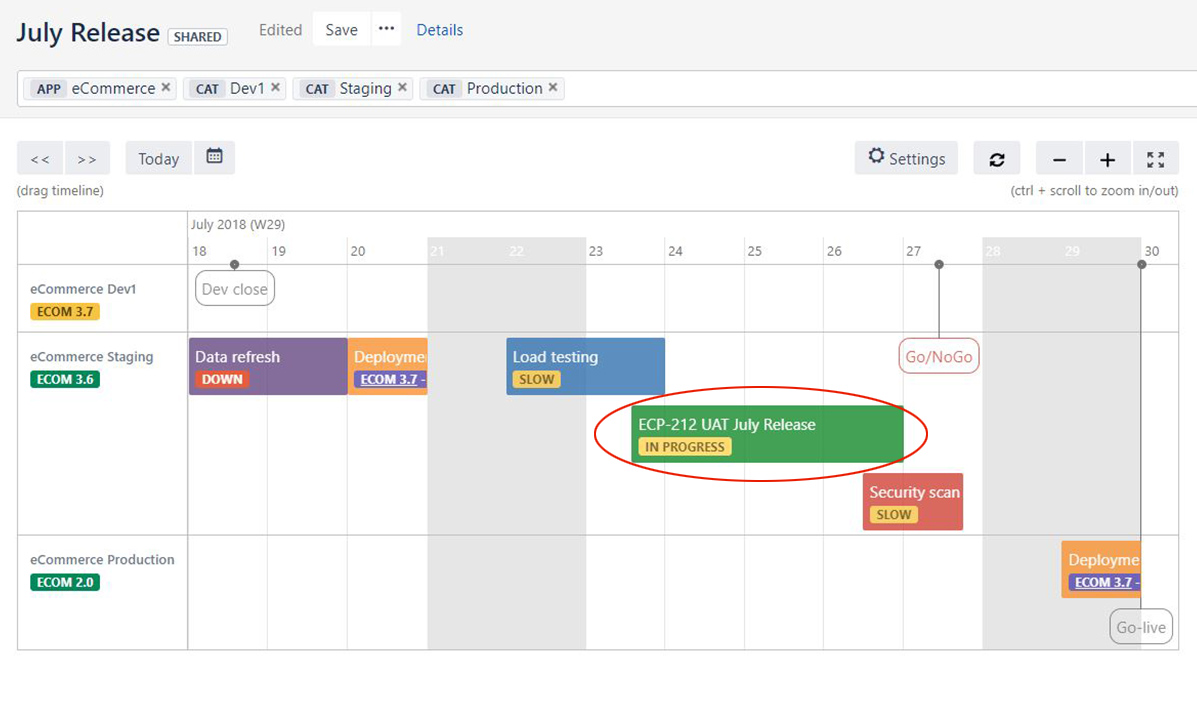 July Release SHARED Edited Save ••• Details
APP eCommerce × CAT Dev1 × CAT Staging × CAT Production ×
<< >> Today Settings − +
(drag timeline) (ctrl + scroll to zoom in/out)
July 2018 (W29)
18 19 20 21 22 23 24 25 26 27 28 29 30
eCommerce Dev1 Dev close
ECOM 3.7
eCommerce Staging Data refresh Deployme Load testing Go/NoGo
ECOM 3.6 DOWN ECOM 3.7 - SLOW
ECP-212 UAT July Release
IN PROGRESS
Security scan
SLOW
eCommerce Production Deployme
ECOM 2.0 ECOM 3.7 -
Go-live